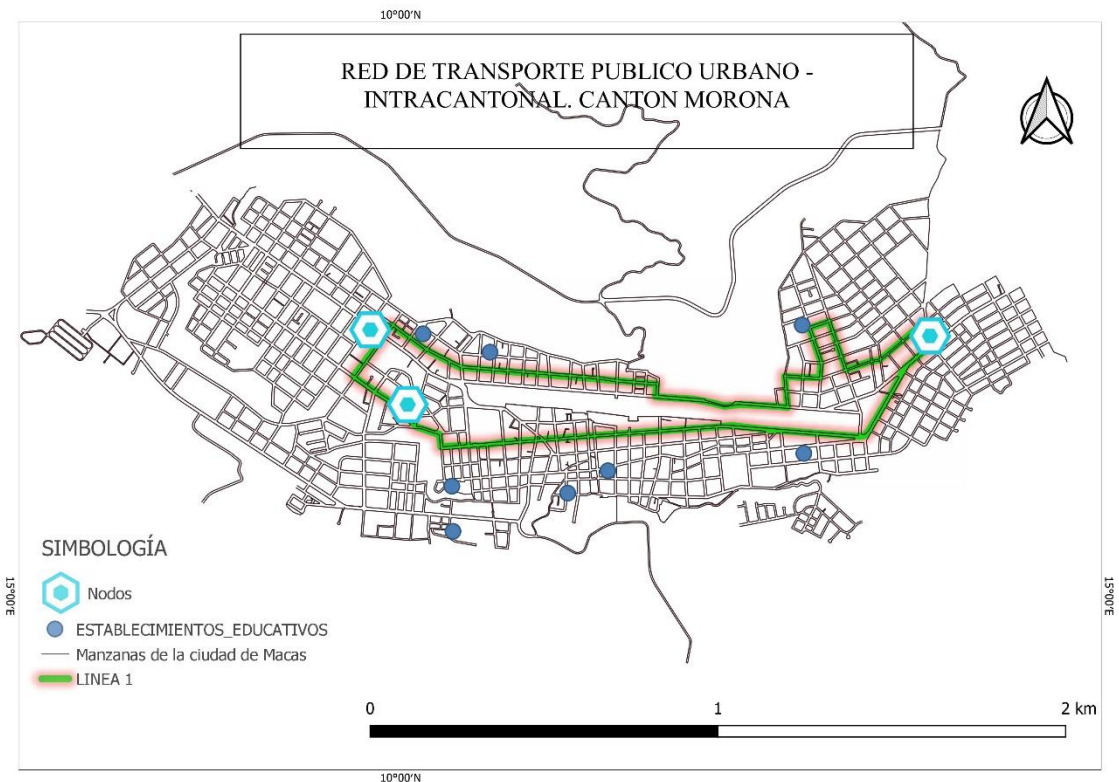 10°00'N
RED DE TRANSPORTE PUBLICO URBANO -
INTRACANTONAL. CANTON MORONA
SIMBOLOGÍA
Nodos
ESTABLECIMIENTOS_EDUCATIVOS
Manzanas de la ciudad de Macas
LINEA 1
15°00'E
15°00'E
0 1 2 km
10°00'N